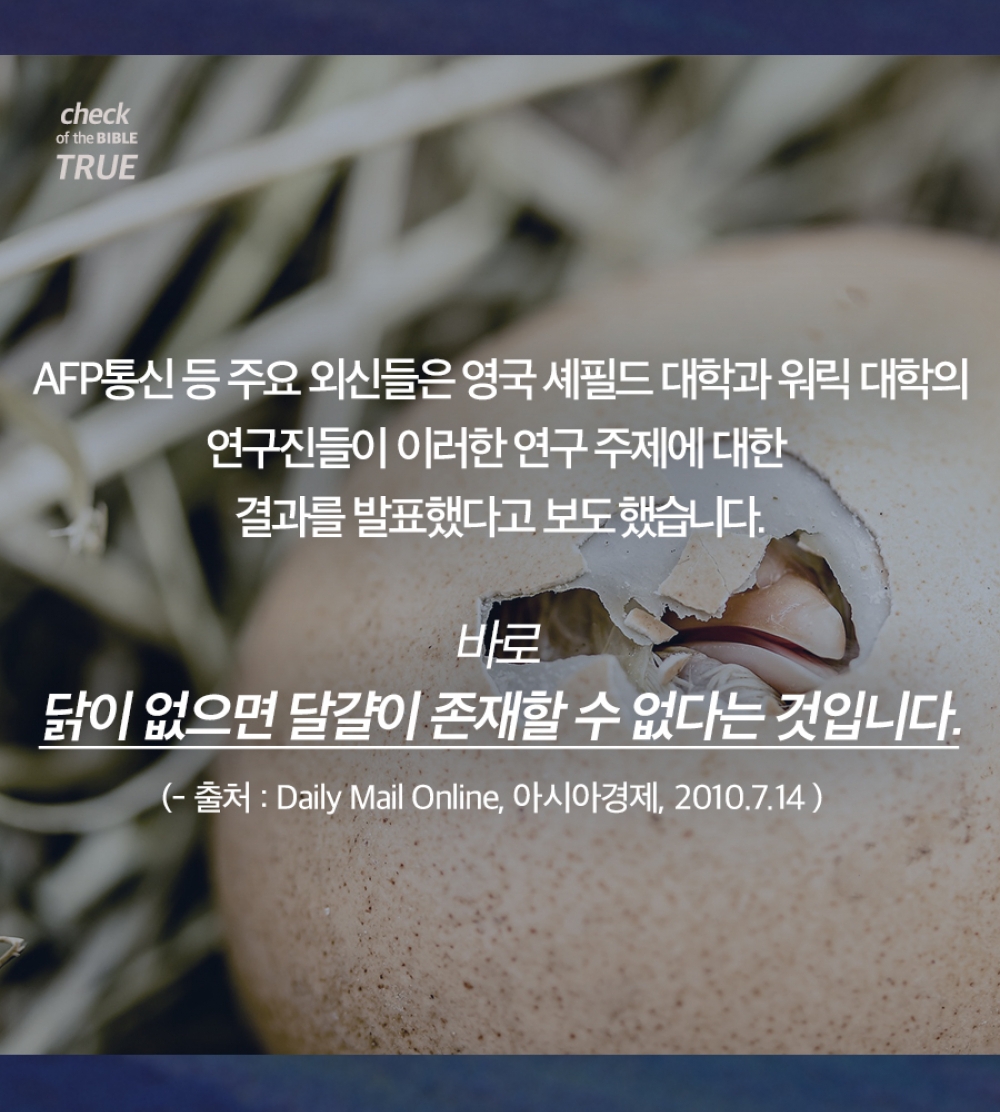 check
of the BIBLE
TRUE
AFP통신 등 주요 외신들은 영국 셰필드 대학과 워릭 대학의
연구진들이 이러한 연구 주제에 대한
결과를 발표했다고 보도했습니다.
바로
닭이 없으면 달걀이 존재할 수 없다는 것입니다.
(- 출처 : Daily Mail Online, 아시아경제, 2010.7.14 )